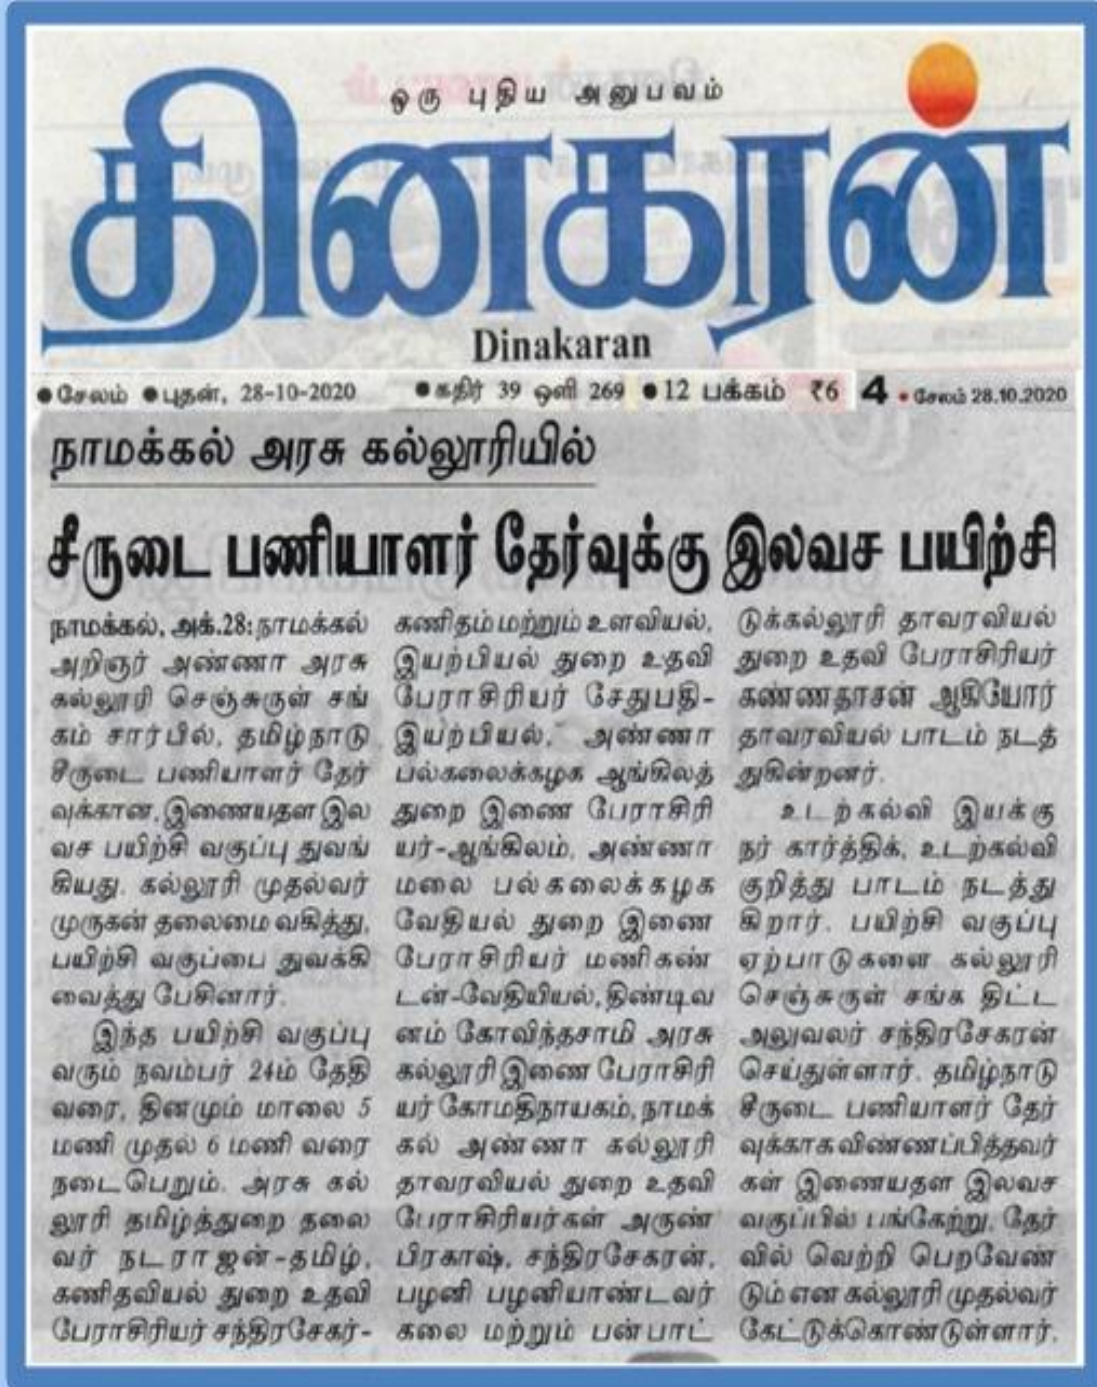 ஒரு புதிய அனுபவம்
தினகரன்
Dinakaran
● சேலம் ● புதன், 28-10-2020 ● கதிர் 39 ஒளி 269 ● 12 பக்கம் ₹6 4 • சேலம் 28.10.2020
நாமக்கல் அரசு கல்லூரியில்
சீருடை பணியாளர் தேர்வுக்கு இலவச பயிற்சி
நாமக்கல், அக்.28: நாமக்கல்
அறிஞர் அண்ணா அரசு
கல்லூரி செஞ்சுருள் சங்
கம் சார்பில், தமிழ்நாடு
சீருடை பணியாளர் தேர்
வுக்கான, இணையதள இல
வச பயிற்சி வகுப்பு துவங்
கியது. கல்லூரி முதல்வர்
முருகன் தலைமை வகித்து,
பயிற்சி வகுப்பை துவக்கி
வைத்து பேசினார்.
இந்த பயிற்சி வகுப்பு
வரும் நவம்பர் 24ம் தேதி
வரை, தினமும் மாலை 5
மணி முதல் 6 மணி வரை
நடைபெறும். அரசு கல்
லூரி தமிழ்த்துறை தலை
வர் நடராஜன்-தமிழ்,
கணிதவியல் துறை உதவி
பேராசிரியர் சந்திரசேகர்-
கணிதம் மற்றும் உளவியல்,
இயற்பியல் துறை உதவி
பேராசிரியர் சேதுபதி-
இயற்பியல், அண்ணா
பல்கலைக்கழக ஆங்கிலத்
துறை இணை பேராசிரி
யர்-ஆங்கிலம், அண்ணா
மலை பல்கலைக்கழக
வேதியல் துறை இணை
பேராசிரியர் மணிகண்
டன்-வேதியியல், திண்டிவ
னம் கோவிந்தசாமி அரசு
கல்லூரி இணை பேராசிரி
யர் கோமதிநாயகம், நாமக்
கல் அண்ணா கல்லூரி
தாவரவியல் துறை உதவி
பேராசிரியர்கள் அருண்
பிரகாஷ், சந்திரசேகரன்,
பழனி பழனியாண்டவர்
கலை மற்றும் பன்பாட்
டுக்கல்லூரி தாவரவியல்
துறை உதவி பேராசிரியர்
கண்ணதாசன் ஆகியோர்
தாவரவியல் பாடம் நடத்
துகின்றனர்.
உடற்கல்வி இயக்கு
நர் கார்த்திக், உடற்கல்வி
குறித்து பாடம் நடத்து
கிறார். பயிற்சி வகுப்பு
ஏற்பாடுகளை கல்லூரி
செஞ்சுருள் சங்க திட்ட
அலுவலர் சந்திரசேகரன்
செய்துள்ளார். தமிழ்நாடு
சீருடை பணியாளர் தேர்
வுக்காக விண்ணப்பித்தவர்
கள் இணையதள இலவச
வகுப்பில் பங்கேற்று, தேர்
வில் வெற்றி பெறவேண்
டும் என கல்லூரி முதல்வர்
கேட்டுக்கொண்டுள்ளார்.